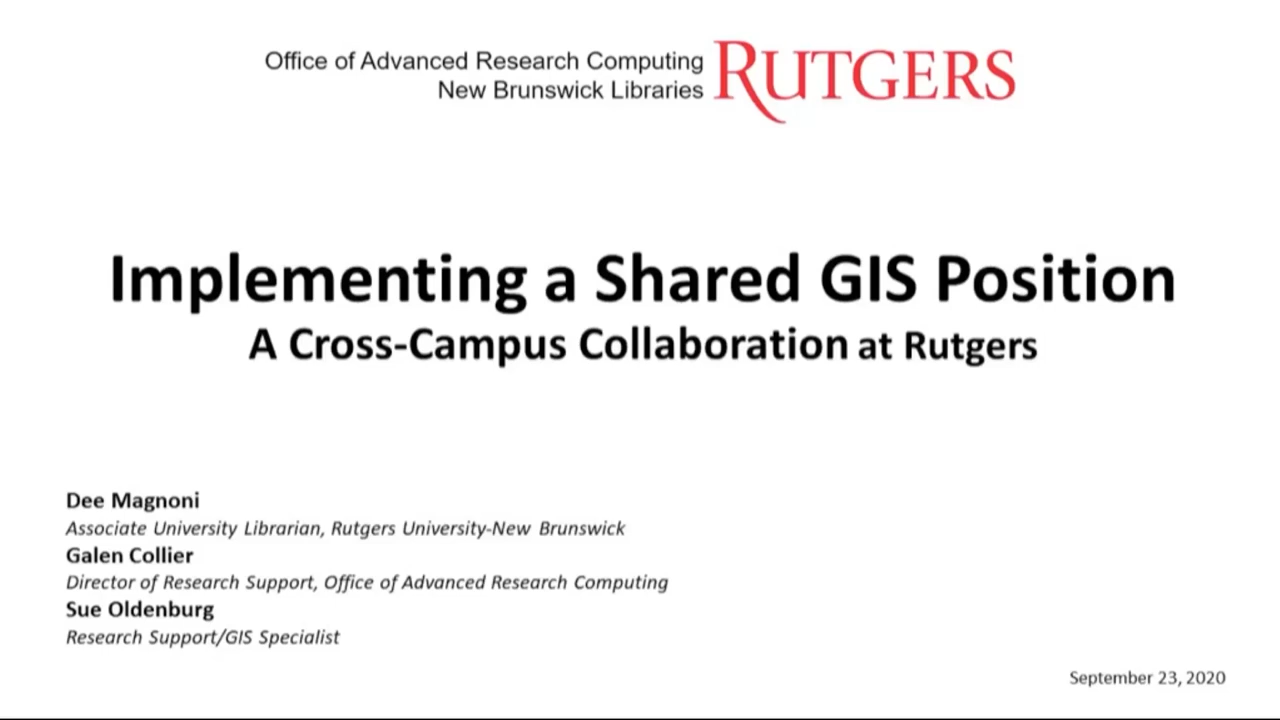 Office of Advanced Research Computing
New Brunswick Libraries
RUTGERS
Implementing a Shared GIS Position
A Cross-Campus Collaboration at Rutgers
Dee Magnoni
Associate University Librarian, Rutgers University-New Brunswick
Galen Collier
Director of Research Support, Office of Advanced Research Computing
Sue Oldenburg
Research Support/GIS Specialist
September 23, 2020